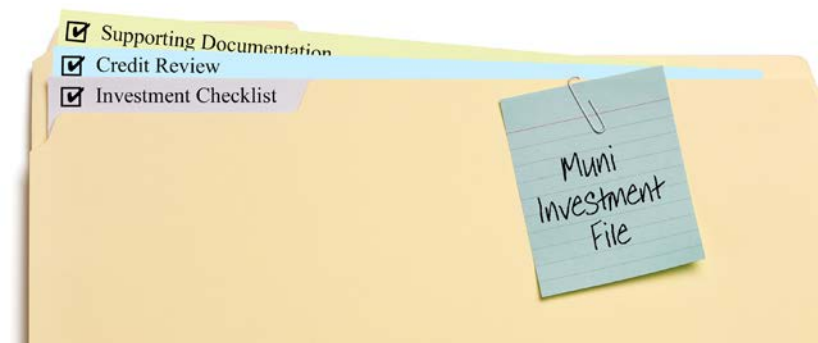 Supporting Documentation
Credit Review
Investment Checklist
Muni
Investment
File